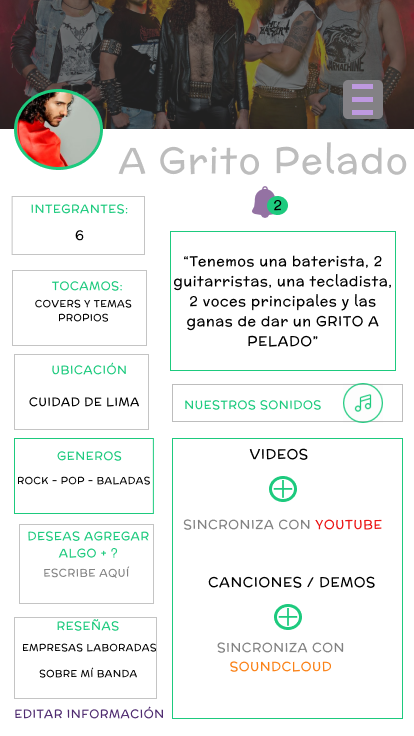 A Grito Pelado
2
INTEGRANTES:
6
TOCAMOS:
COVERS Y TEMAS
PROPIOS
UBICACIÓN
CUIDAD DE LIMA
GENEROS
ROCK - POP - BALADAS
DESEAS AGREGAR
ALGO + ?
ESCRIBE AQUÍ
RESEÑAS
EMPRESAS LABORADAS
SOBRE MÍ BANDA
EDITAR INFORMACIÓN
“Tenemos una baterista, 2
guitarristas, una tecladista,
2 voces principales y las
ganas de dar un GRITO A
PELADO”
NUESTROS SONIDOS
VIDEOS
SINCRONIZA CON YOUTUBE
CANCIONES / DEMOS
SINCRONIZA CON
SOUNDCLOUD